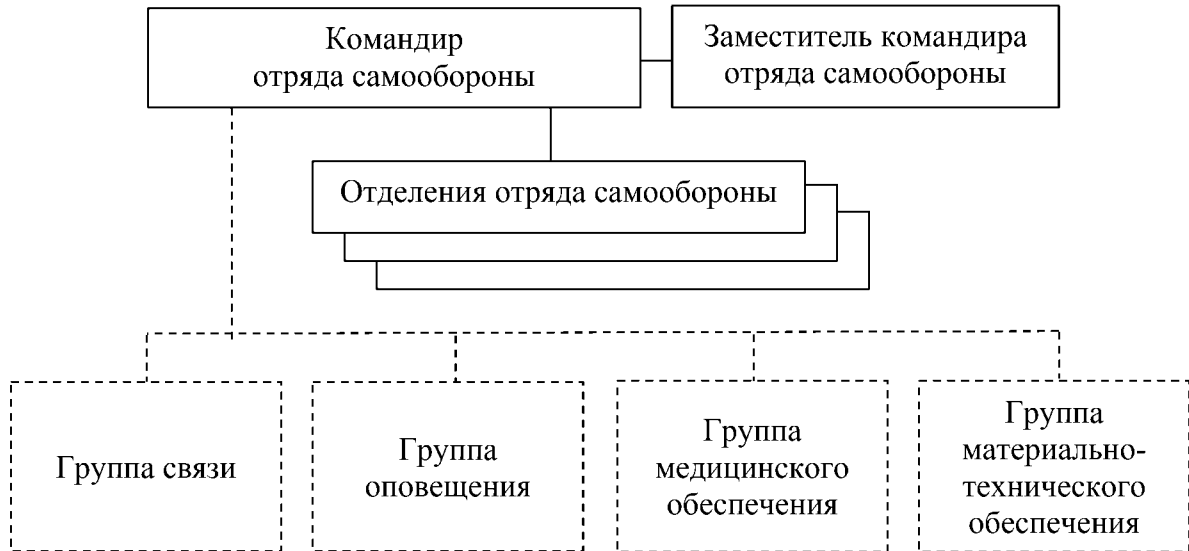 Командир
отряда самообороны
Заместитель командира
отряда самообороны
Отделения отряда самообороны
Группа связи
Группа
оповещения
Группа
медицинского
обеспечения
Группа
материально-
технического
обеспечения